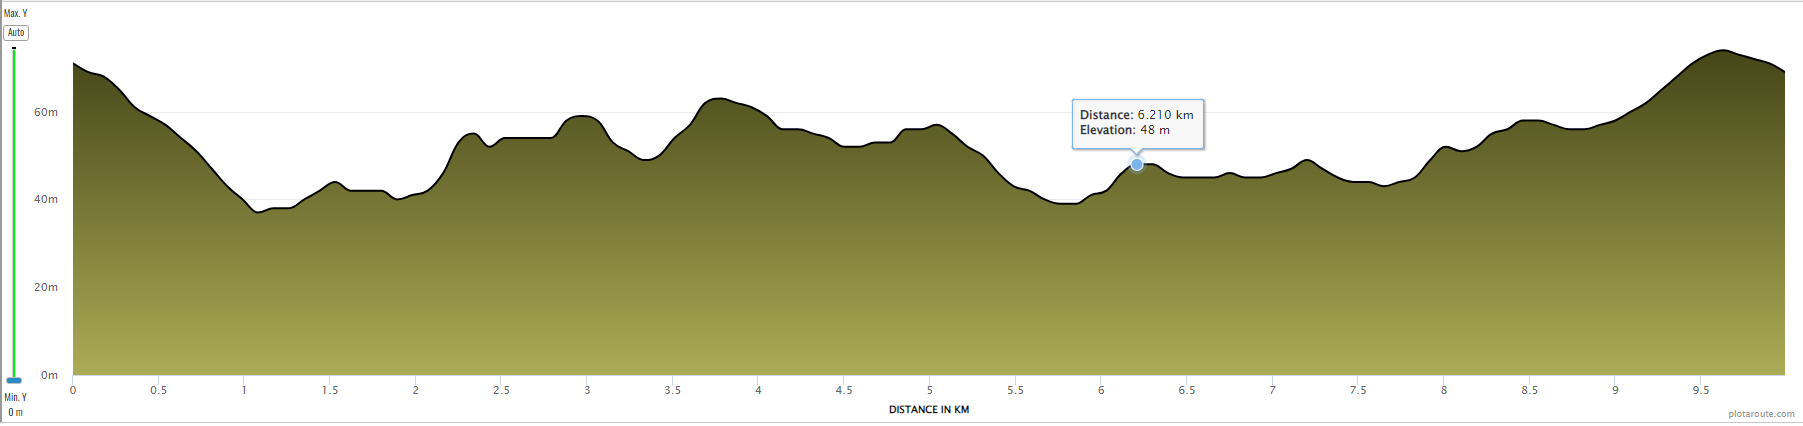 Max. Y
Auto
60m
40m
20m
0m
Distance: 6.210 km
Elevation: 48 m
Min. Y
0 m
0 0.5 1 1.5 2 2.5 3 3.5 4 4.5 5 5.5 6 6.5 7 7.5 8 8.5 9 9.5
DISTANCE IN KM
plotaroute.com